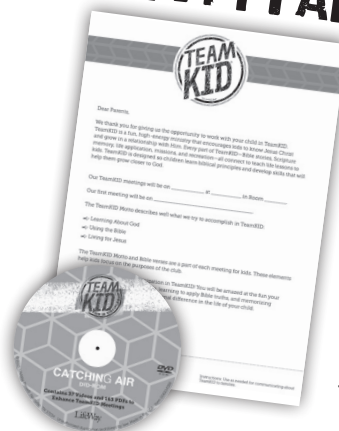 TEAM
KID
Dear Parents,
We thank you for giving us the opportunity to work with your child in TeamKID.
TeamKID is a fun, high-energy ministry that encourages kids to know Jesus Christ
and grow in a relationship with Him. Every part of TeamKID—Bible stories, Scripture
memory, life application, missions, and recreation—all connect to teach life lessons to
kids. TeamKID is designed so children learn biblical principles and develop skills that will
help them grow closer to God.
Our TeamKID meetings will be on at in Room
Our first meeting will be on
The TeamKID Motto describes well what we try to accomplish in TeamKID:
Learning About God
Using the Bible
Living for Jesus
The TeamKID Motto and Bible verses are a part of each meeting for kids. These elements
help kids focus on the purposes of the club.
person in TeamKID! You will be amazed at the fun your
learning to apply Bible truths, and memorizing
difference in the life of your child.
TEAM
KID
CATCHING AIR
DVD-ROM
DVD
Contains 37 Videos and 163 PDFs to
Enhance TeamKID Meetings
LifeWay